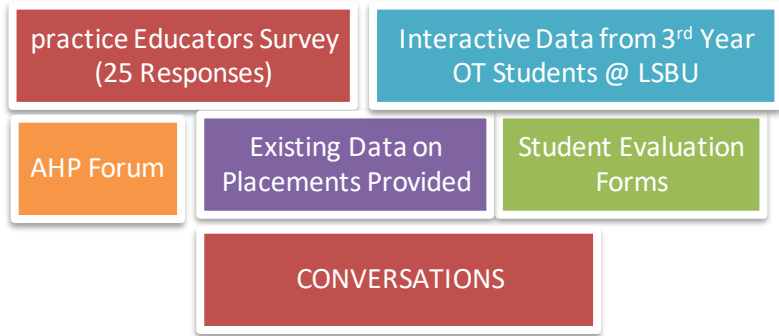 practice Educators Survey
(25 Responses)
Interactive Data from 3rd Year
OT Students @ LSBU
AHP Forum
Existing Data on
Placements Provided
Student Evaluation
Forms
CONVERSATIONS